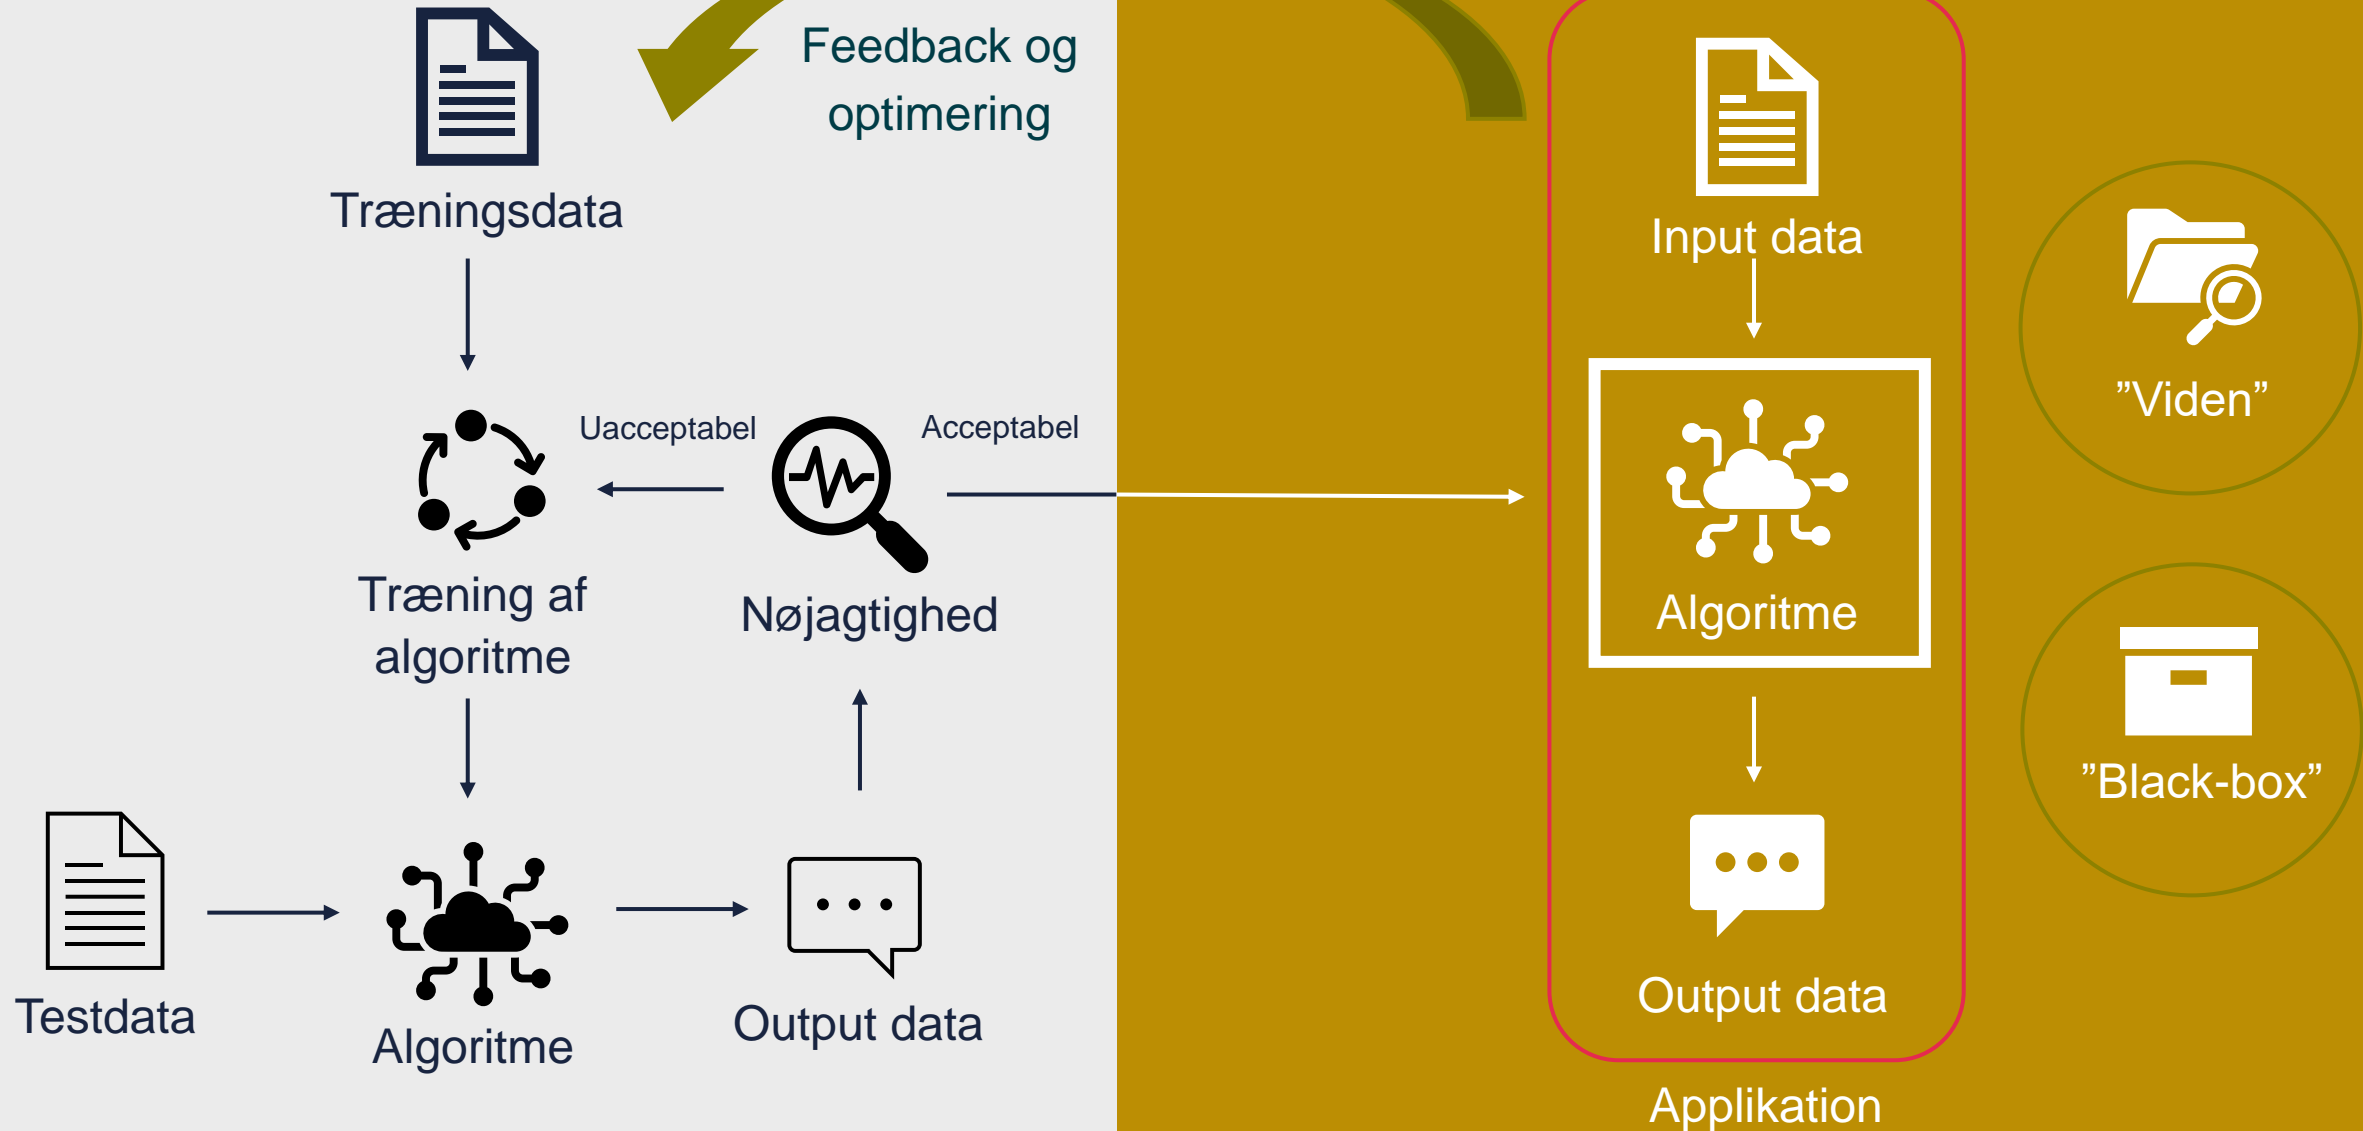 Feedback og
optimering
Træningsdata
Uacceptabel
Acceptabel
Træning af
algoritme
Nøjagtighed
Testdata
Algoritme
Output data
Input data
Algoritme
Output data
Applikation
”Viden”
”Black-box”